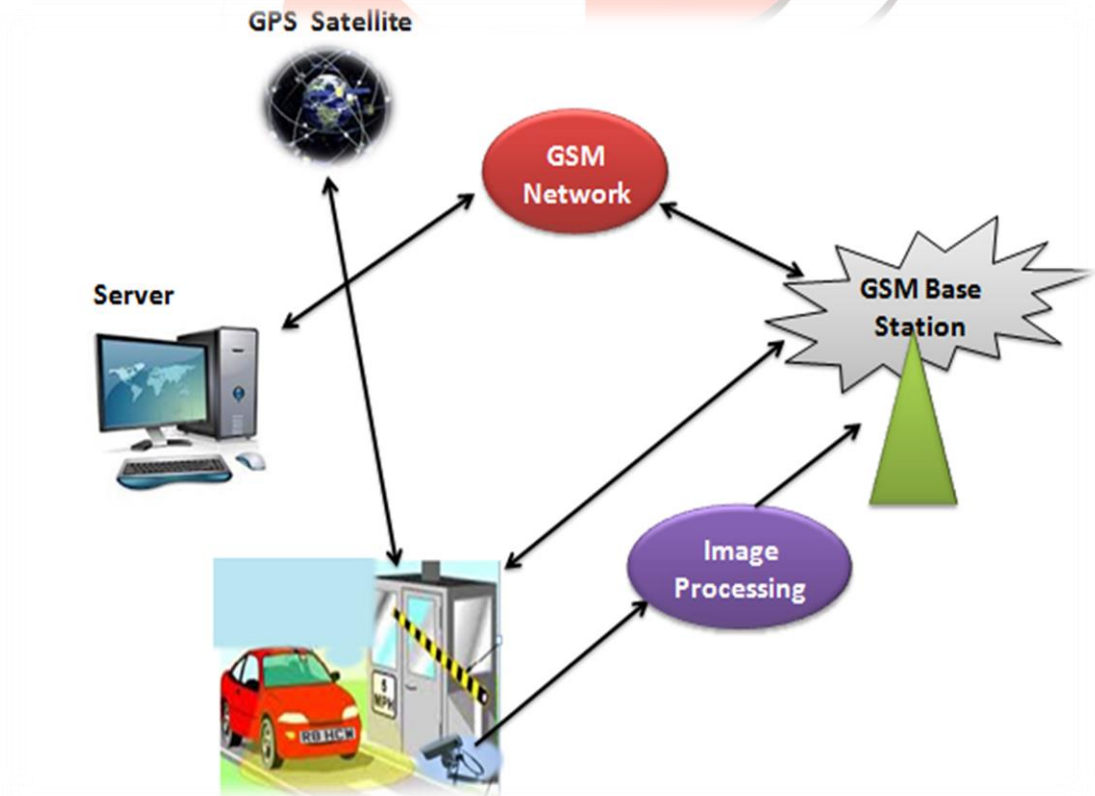 GPS Satellite
GSM
Network
Server
GSM Base
Station
Image
Processing
5
MPH
R8 HCW